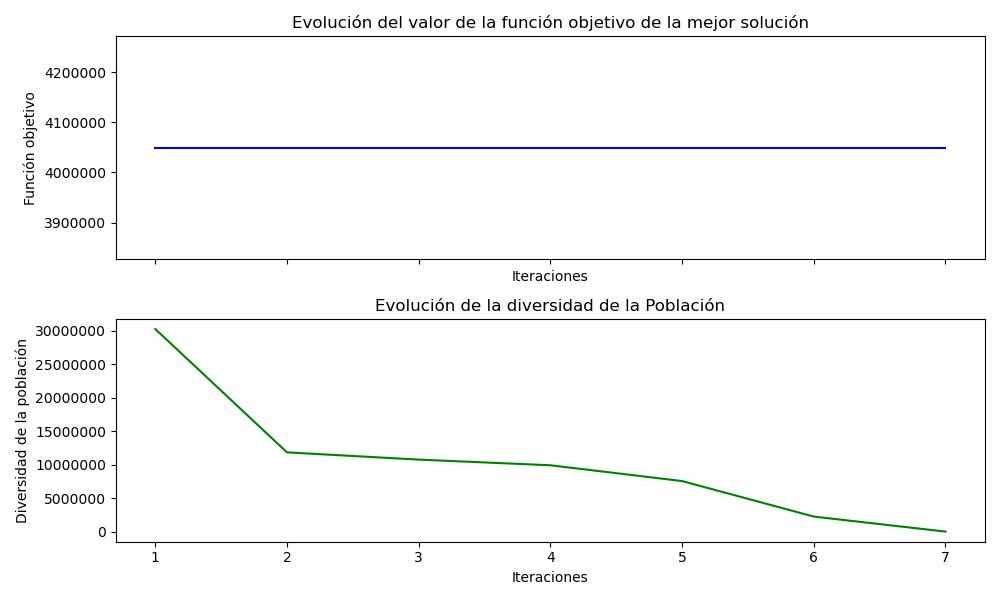 Evolución del valor de la función objetivo de la mejor solución
4200000
4100000
4000000
3900000
Función objetivo
Iteraciones
Evolución de la diversidad de la Población
30000000
25000000
20000000
15000000
10000000
5000000
0
Diversidad de la población
1 2 3 4 5 6 7
Iteraciones